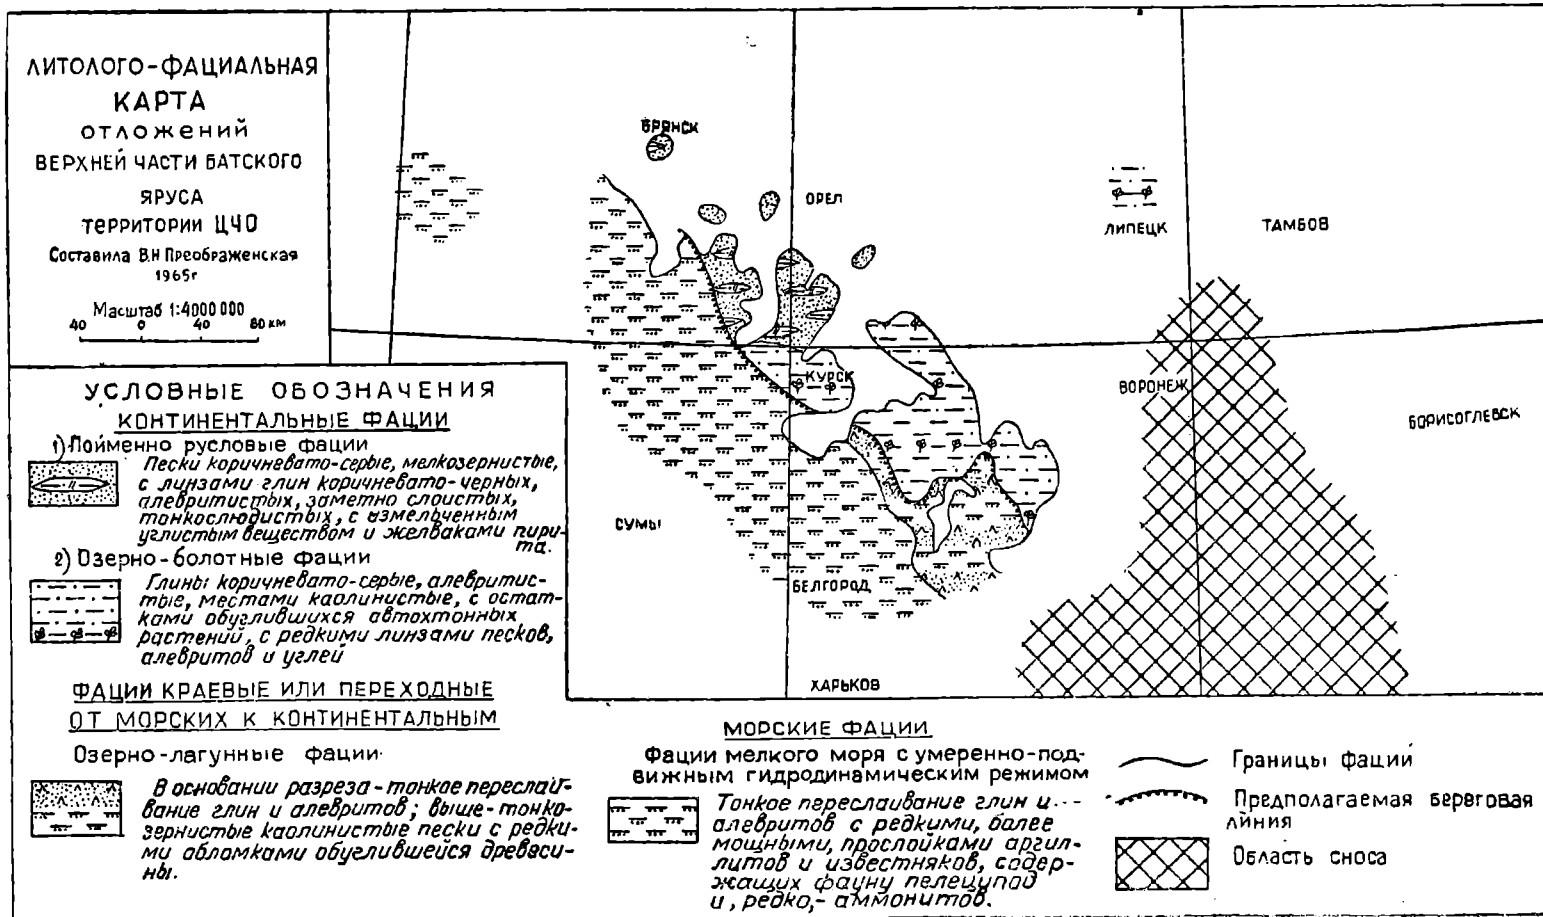 ЛИТОЛОГО-ФАЦИАЛЬНАЯ
КАРТА
ОТЛОЖЕНИЙ
ВЕРХНЕЙ ЧАСТИ БАТСКОГО
ЯРУСА
ТЕРРИТОРИИ ЦЧО
Составила В.Н Преображенская
1965г
Масштаб 1:4000 000
40 0 40 80 км
БРЯНСК
ОРЕЛ
ЛИПЕЦК
ТАМБОВ
КУРСК
ВОРОНЕЖ
БОРИСОГЛЕВСК
СУМЫ
БЕЛГОРОД
ХАРЬКОВ
УСЛОВНЫЕ ОБОЗНАЧЕНИЯ
КОНТИНЕНТАЛЬНЫЕ ФАЦИИ
1) Пойменно русловые фации
Пески коричневато-серые, мелкозернистые,
с линзами глин коричневато-черных,
алевритистых, заметно слоистых,
тонкослюдистых, с измельченным
углистым веществом и желваками пири-
та.
2) Озерно-болотные фации
Глины коричневато-серые, алеврити-
стые, местами каолинистые, с остат-
ками обуглившихся автохтонных
растений, с редкими линзами песков,
алевритов и углей
ФАЦИИ КРАЕВЫЕ ИЛИ ПЕРЕХОДНЫЕ
ОТ МОРСКИХ К КОНТИНЕНТАЛЬНЫМ
Озерно-лагунные фации
В основании разреза-тонкое переслаи-
вание глин и алевритов; выше-тонко-
зернистые каолинистые пески с редки-
ми обломками обуглившейся древеси-
ны.
МОРСКИЕ ФАЦИИ
Фации мелкого моря с умеренно-под-
вижным гидродинамическим режимом
Тонкое переслаивание глин и
алевритов с редкими, более
мощными, прослойками аргил-
литов и известняков, содер-
жащих фауну пелеципод
и, редко,- аммонитов.
Границы фаций
Предполагаемая береговая
линия
Область сноса